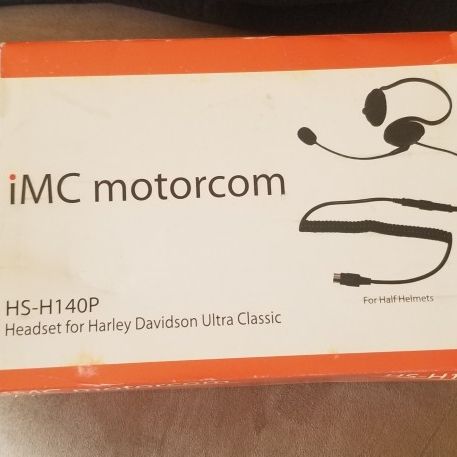 iMC motorcom
HS-H140P
Headset for Harley Davidson Ultra Classic
For Half Helmets